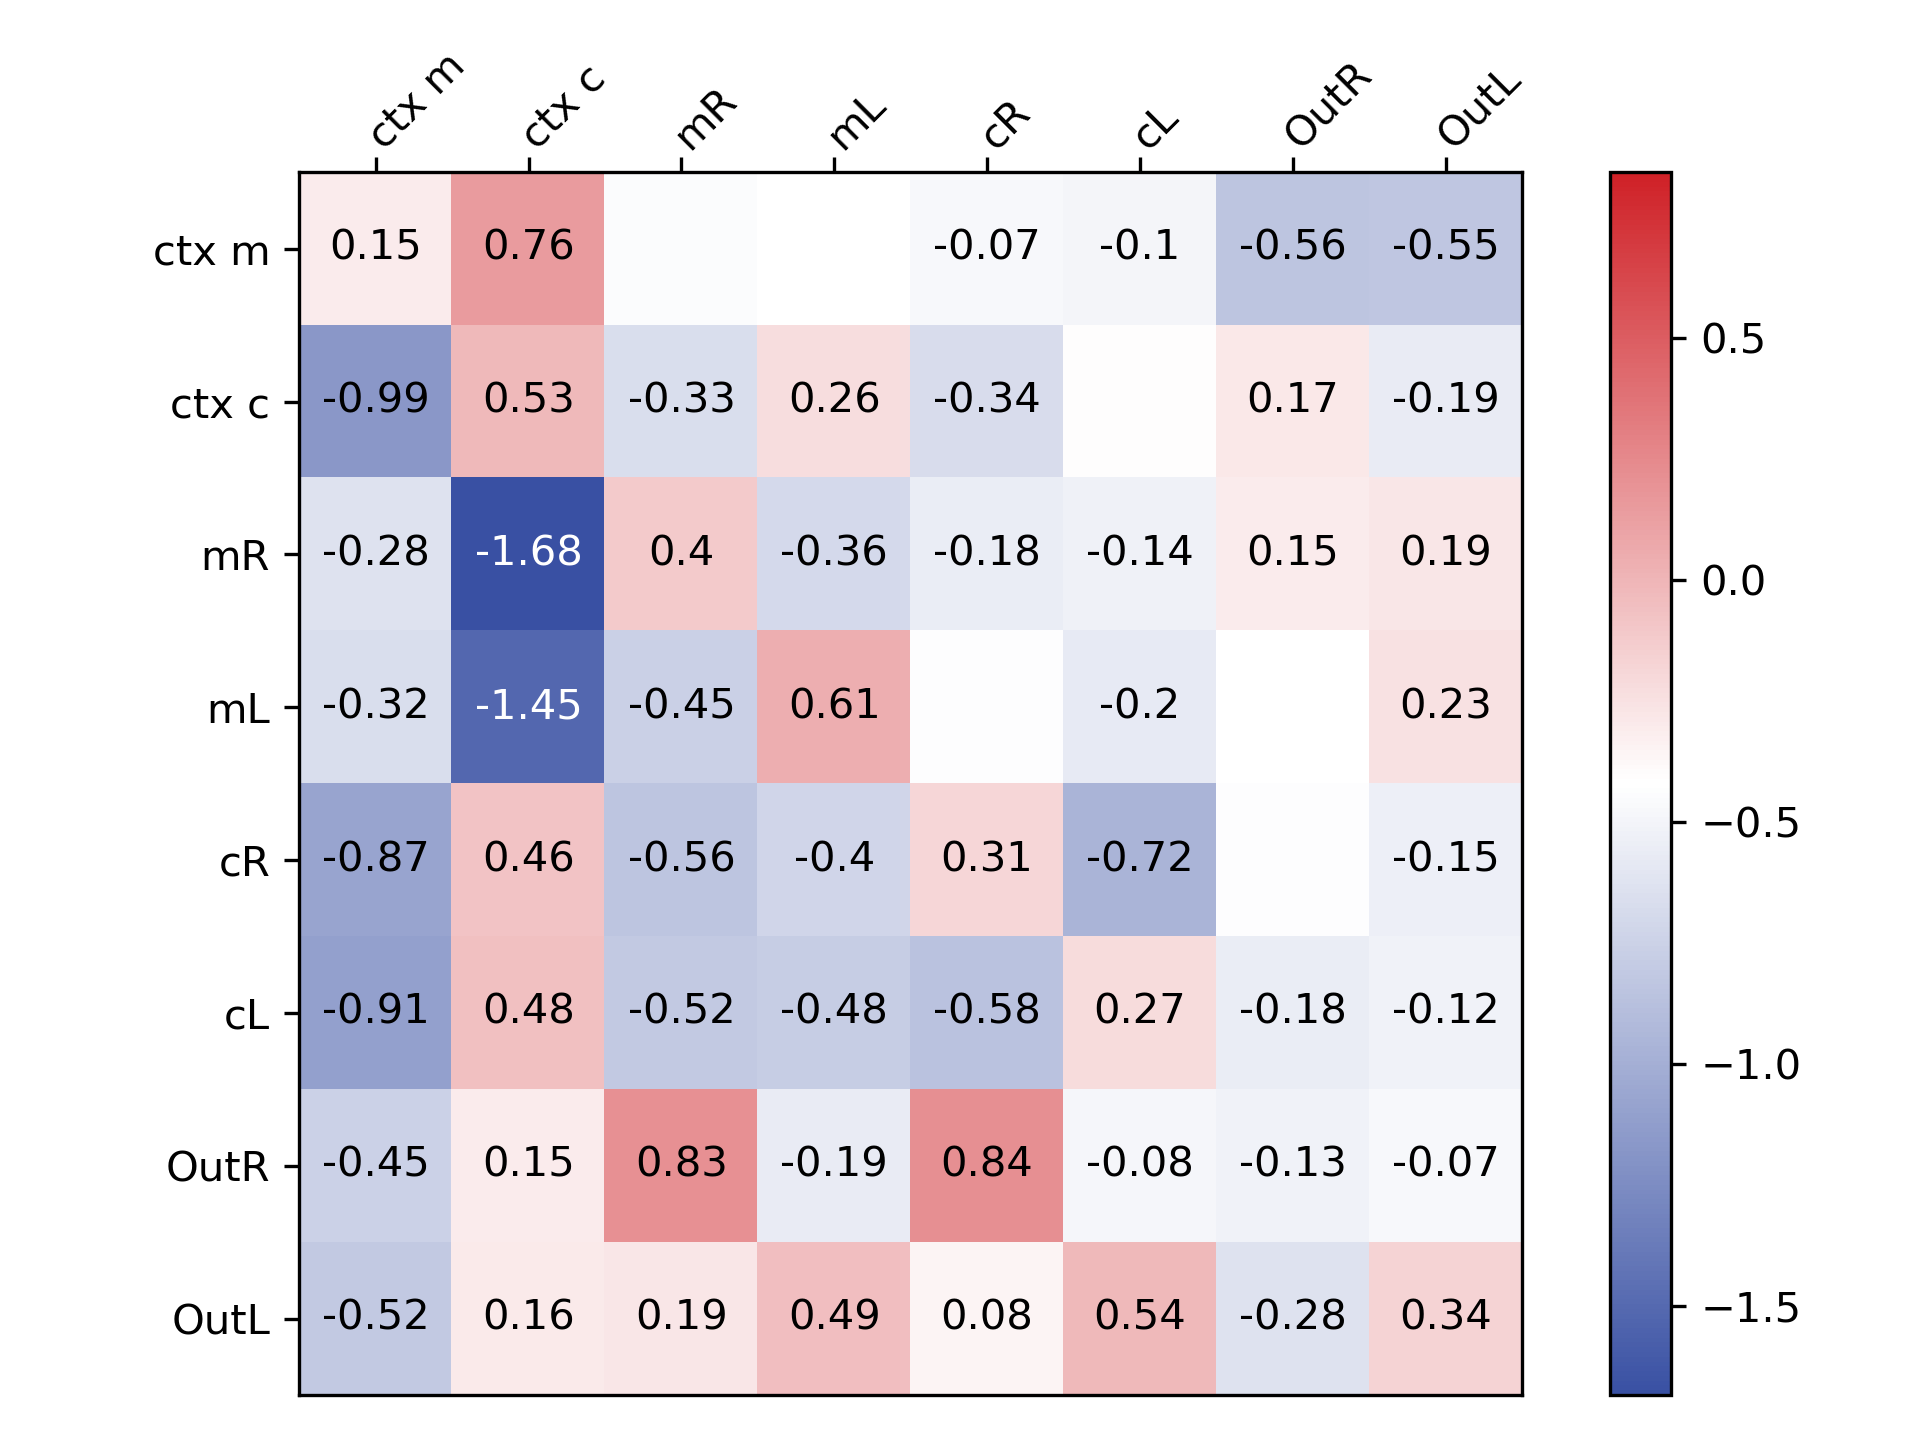 ctx m ctx c mR mL cR cL OutR OutL
ctx m 0.15 0.76 -0.07 -0.1 -0.56 -0.55
ctx c -0.99 0.53 -0.33 0.26 -0.34 0.17 -0.19
mR -0.28 -1.68 0.4 -0.36 -0.18 -0.14 0.15 0.19
mL -0.32 -1.45 -0.45 0.61 -0.2 0.23
cR -0.87 0.46 -0.56 -0.4 0.31 -0.72 -0.15
cL -0.91 0.48 -0.52 -0.48 -0.58 0.27 -0.18 -0.12
OutR -0.45 0.15 0.83 -0.19 0.84 -0.08 -0.13 -0.07
OutL -0.52 0.16 0.19 0.49 0.08 0.54 -0.28 0.34
0.5
0.0
−0.5
−1.0
−1.5